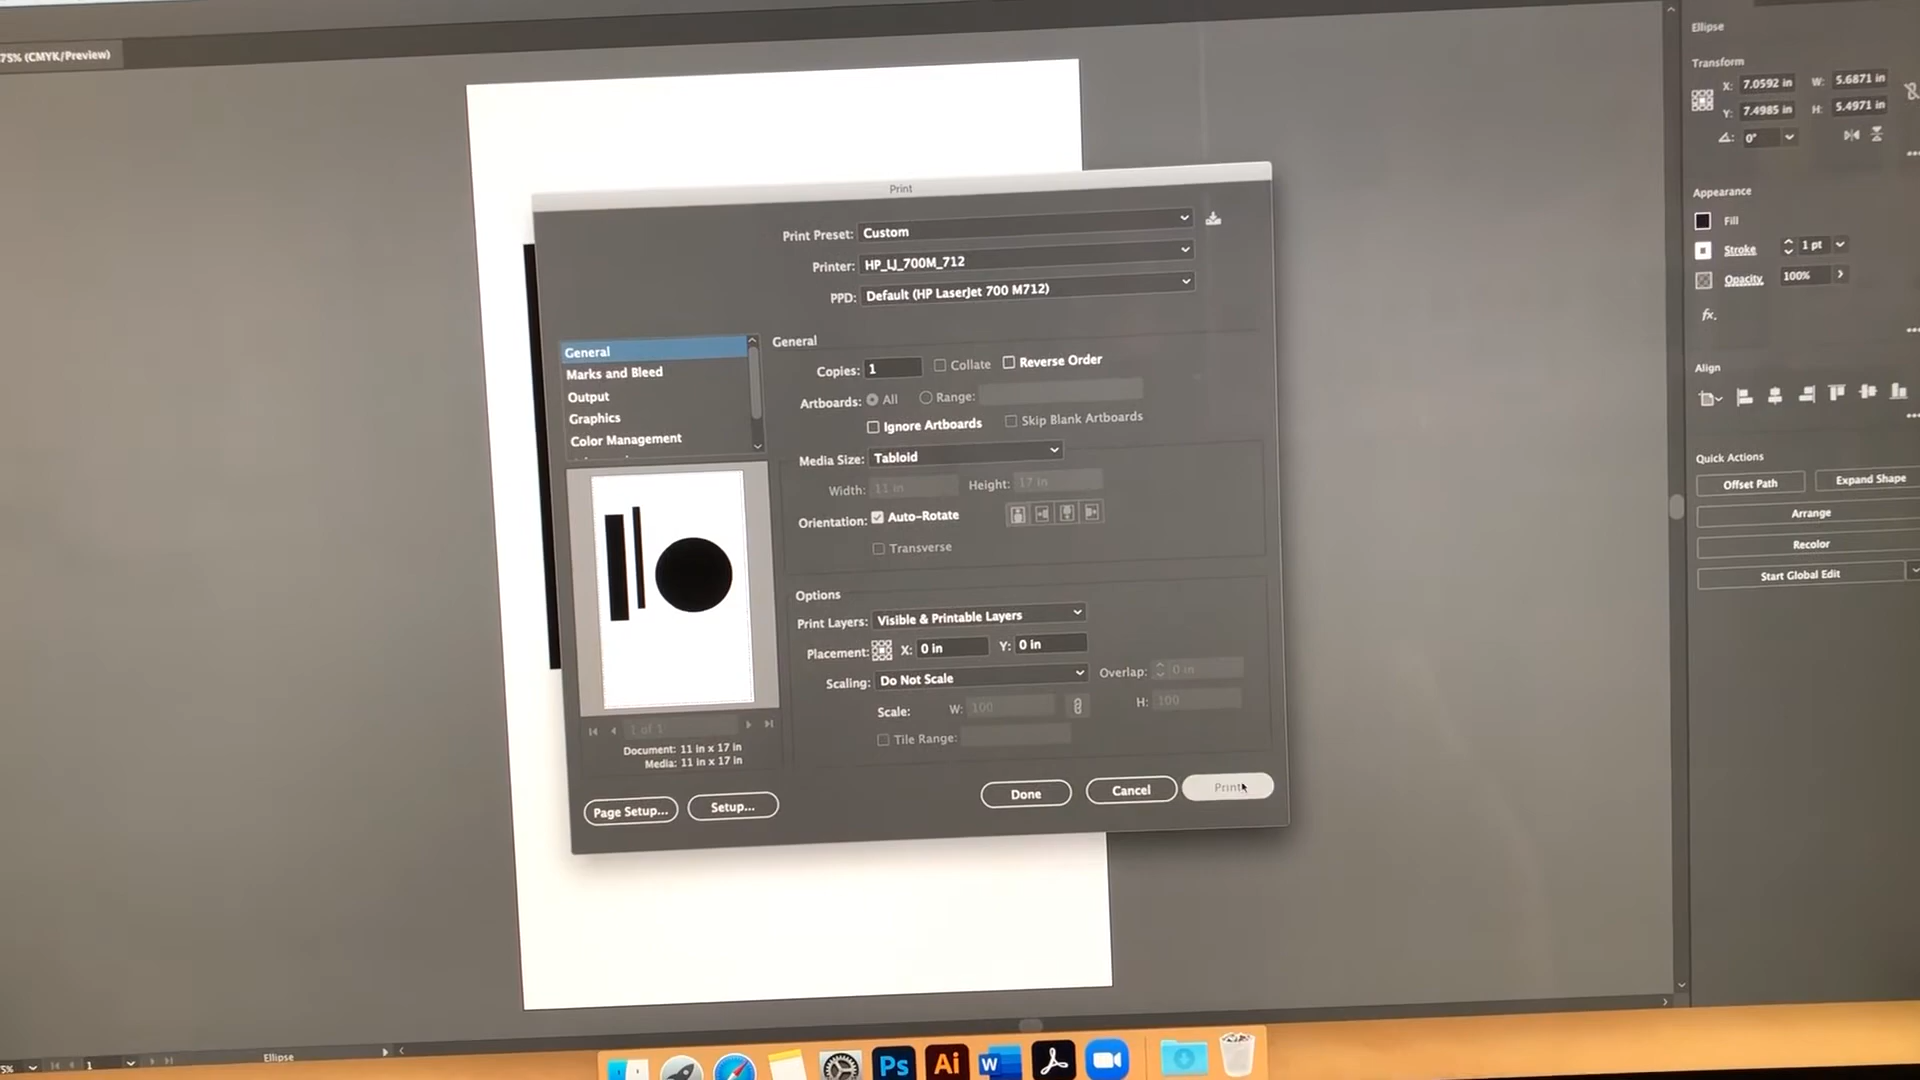 75% (CMYK/Preview)
Print
Print Preset: Custom
Printer: HP_LJ_700M_712
PPD: Default (HP LaserJet 700 M712)
General
Marks and Bleed
Output
Graphics
Color Management
General
Copies: 1 Collate Reverse Order
Artboards: All Range:
Ignore Artboards Skip Blank Artboards
Media Size: Tabloid
Width: 11 in Height: 17 in
Orientation: Auto-Rotate
Transverse
Options
Print Layers: Visible & Printable Layers
Placement: X: 0 in Y: 0 in
Scaling: Do Not Scale Overlap: 0 in
Scale: W: 100 H: 100
Tile Range:
1 of 1
Document: 11 in x 17 in
Media: 11 in x 17 in
Page Setup... Setup... Done Cancel Print
Ellipse
Transform
X: 7.0592 in W: 5.6871 in
Y: 7.4985 in H: 5.4971 in
0°
Appearance
Fill
Stroke 1 pt
Opacity 100%
fx.
Align
Quick Actions
Offset Path Expand Shape
Arrange
Recolor
Start Global Edit
5% 1 Ellipse
Ps Ai W